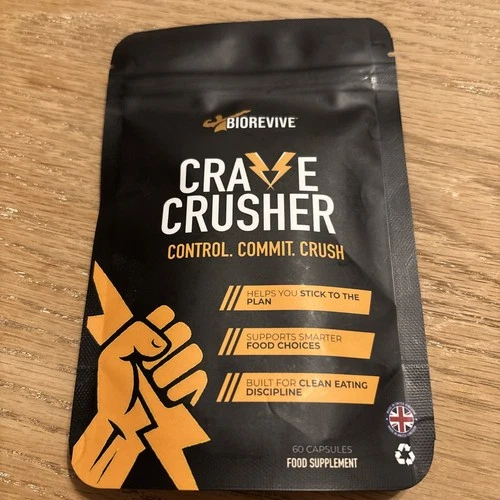 BIOREVIVE™
CRAVE
CRUSHER
CONTROL. COMMIT. CRUSH
HELPS YOU STICK TO THE
PLAN
SUPPORTS SMARTER
FOOD CHOICES
BUILT FOR CLEAN EATING
DISCIPLINE
60 CAPSULES
FOOD SUPPLEMENT